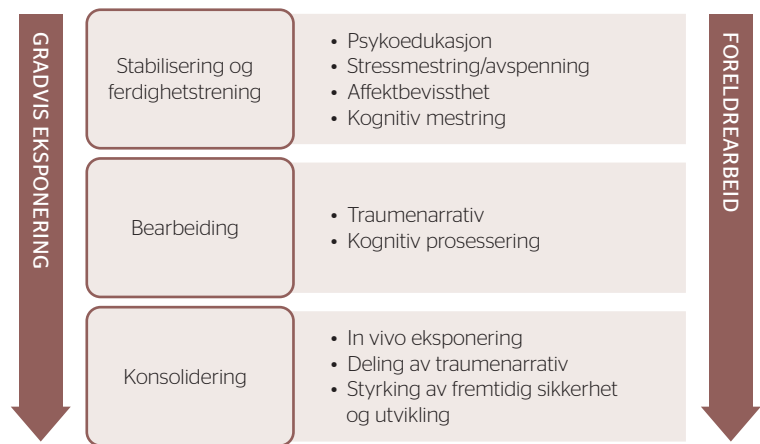 GRADVIS EKSPONERING
Stabilisering og
ferdighetstrening
• Psykoedukasjon
• Stressmestring/avspenning
• Affektbevissthet
• Kognitiv mestring
Bearbeiding
• Traumenarrativ
• Kognitiv prosessering
Konsolidering
• In vivo eksponering
• Deling av traumenarrativ
• Styrking av fremtidig sikkerhet
og utvikling
FORELDREARBEID